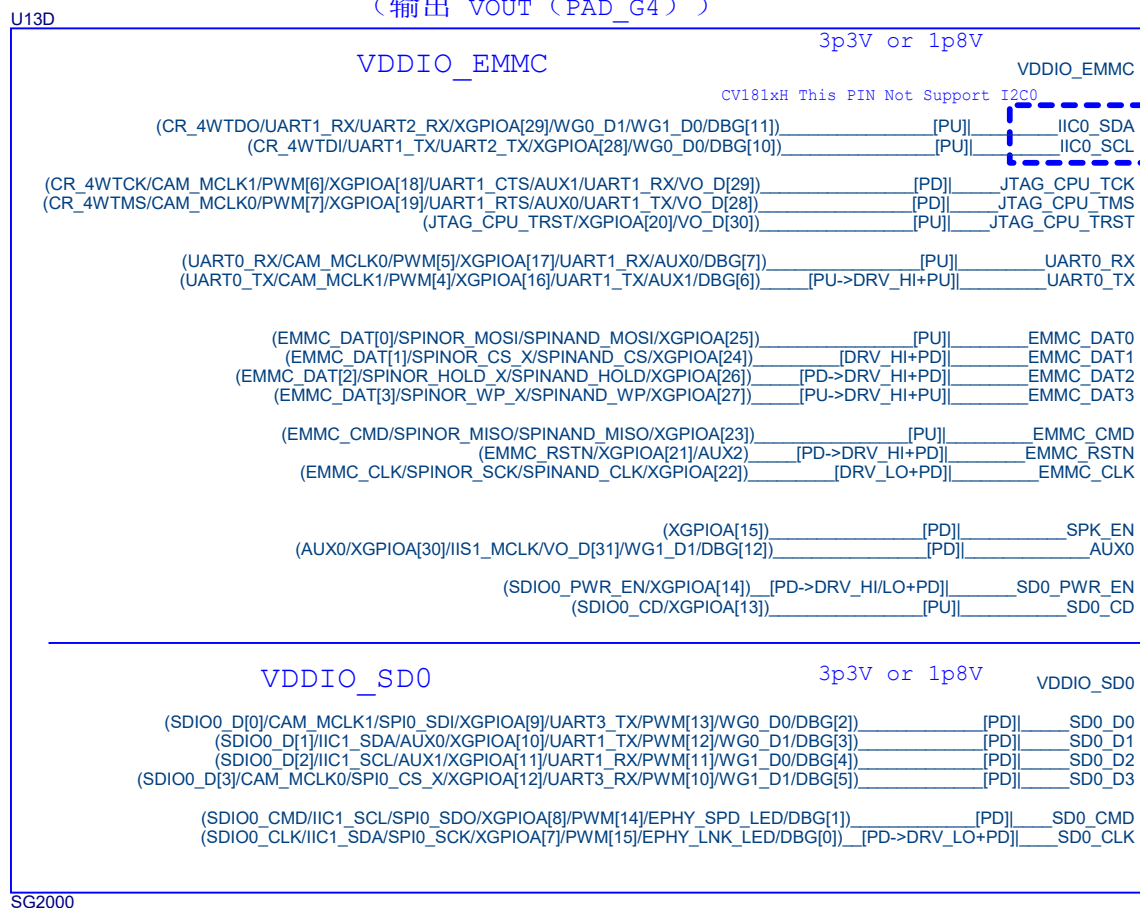 (输出 VOUT (PAD_G4) )
U13D
3p3V or 1p8V
VDDIO_EMMC
VDDIO_EMMC
CV181xH This PIN Not Support I2C0
(CR_4WTDO/UART1_RX/UART2_RX/XGPIOA[29]/WG0_D1/WG1_D0/DBG[11]) [PU]| IIC0_SDA
(CR_4WTDI/UART1_TX/UART2_TX/XGPIOA[28]/WG0_D0/DBG[10]) [PU]| IIC0_SCL
(CR_4WTCK/CAM_MCLK1/PWM[6]/XGPIOA[18]/UART1_CTS/AUX1/UART1_RX/VO_D[29]) [PD]| JTAG_CPU_TCK
(CR_4WTMS/CAM_MCLK0/PWM[7]/XGPIOA[19]/UART1_RTS/AUX0/UART1_TX/VO_D[28]) [PD]| JTAG_CPU_TMS
(JTAG_CPU_TRST/XGPIOA[20]/VO_D[30]) [PU]| JTAG_CPU_TRST
(UART0_RX/CAM_MCLK0/PWM[5]/XGPIOA[17]/UART1_RX/AUX0/DBG[7]) [PU]| UART0_RX
(UART0_TX/CAM_MCLK1/PWM[4]/XGPIOA[16]/UART1_TX/AUX1/DBG[6]) [PU->DRV_HI+PU]| UART0_TX
(EMMC_DAT[0]/SPINOR_MOSI/SPINAND_MOSI/XGPIOA[25]) [PU]| EMMC_DAT0
(EMMC_DAT[1]/SPINOR_CS_X/SPINAND_CS/XGPIOA[24]) [DRV_HI+PD]| EMMC_DAT1
(EMMC_DAT[2]/SPINOR_HOLD_X/SPINAND_HOLD/XGPIOA[26]) [PD->DRV_HI+PD]| EMMC_DAT2
(EMMC_DAT[3]/SPINOR_WP_X/SPINAND_WP/XGPIOA[27]) [PU->DRV_HI+PU]| EMMC_DAT3
(EMMC_CMD/SPINOR_MISO/SPINAND_MISO/XGPIOA[23]) [PU]| EMMC_CMD
(EMMC_RSTN/XGPIOA[21]/AUX2) [PD->DRV_HI+PD]| EMMC_RSTN
(EMMC_CLK/SPINOR_SCK/SPINAND_CLK/XGPIOA[22]) [DRV_LO+PD]| EMMC_CLK
(XGPIOA[15]) [PD]| SPK_EN
(AUX0/XGPIOA[30]/IIS1_MCLK/VO_D[31]/WG1_D1/DBG[12]) [PD]| AUX0
(SDIO0_PWR_EN/XGPIOA[14]) [PD->DRV_HI/LO+PD]| SD0_PWR_EN
(SDIO0_CD/XGPIOA[13]) [PU]| SD0_CD
VDDIO_SD0
3p3V or 1p8V
VDDIO_SD0
(SDIO0_D[0]/CAM_MCLK1/SPI0_SDI/XGPIOA[9]/UART3_TX/PWM[13]/WG0_D0/DBG[2]) [PD]| SD0_D0
(SDIO0_D[1]/IIC1_SDA/AUX0/XGPIOA[10]/UART1_TX/PWM[12]/WG0_D1/DBG[3]) [PD]| SD0_D1
(SDIO0_D[2]/IIC1_SCL/AUX1/XGPIOA[11]/UART1_RX/PWM[11]/WG1_D0/DBG[4]) [PD]| SD0_D2
(SDIO0_D[3]/CAM_MCLK0/SPI0_CS_X/XGPIOA[12]/UART3_RX/PWM[10]/WG1_D1/DBG[5]) [PD]| SD0_D3
(SDIO0_CMD/IIC1_SCL/SPI0_SDO/XGPIOA[8]/PWM[14]/EPHY_SPD_LED/DBG[1]) [PD]| SD0_CMD
(SDIO0_CLK/IIC1_SDA/SPI0_SCK/XGPIOA[7]/PWM[15]/EPHY_LNK_LED/DBG[0]) [PD->DRV_LO+PD]| SD0_CLK
SG2000